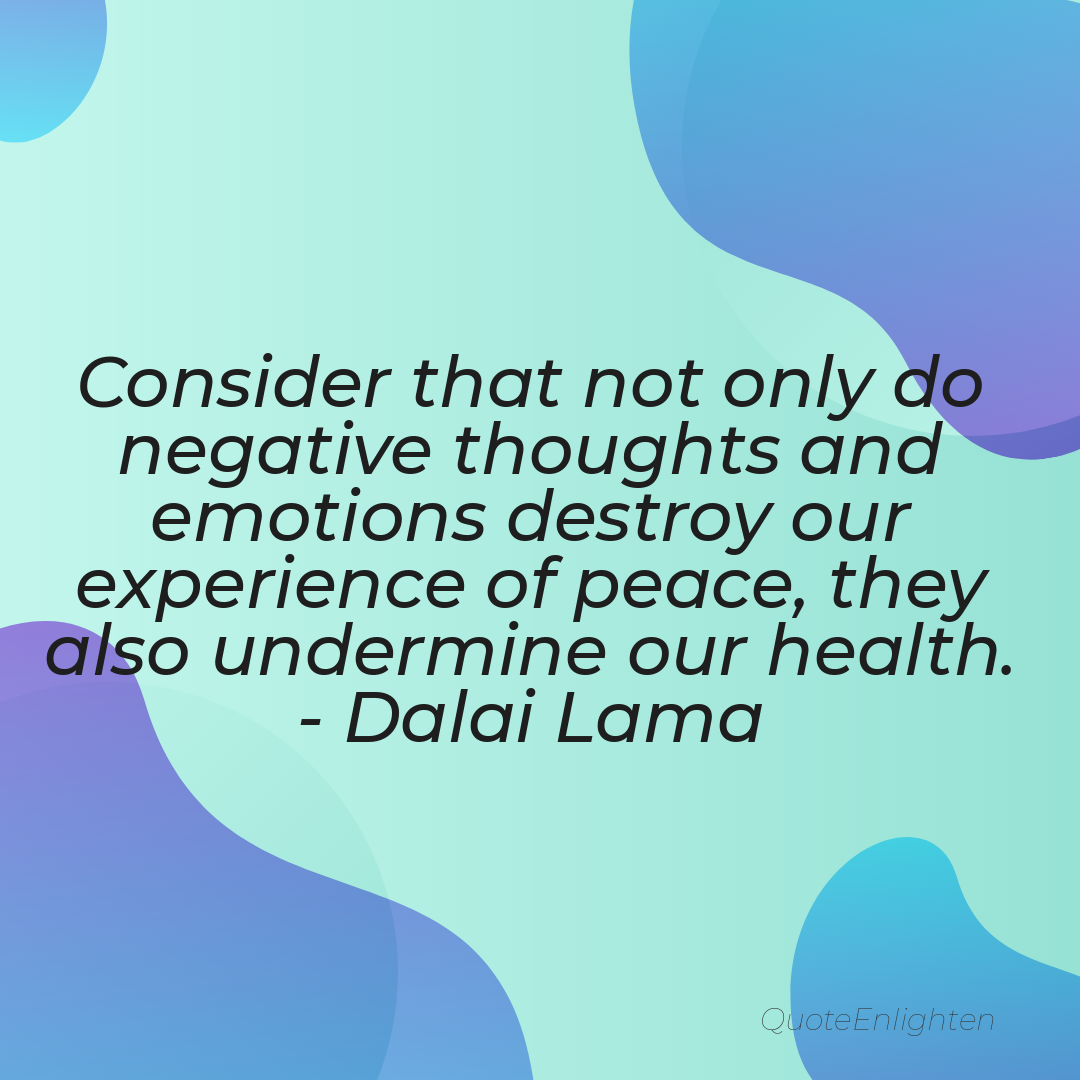 Consider that not only do
negative thoughts and
emotions destroy our
experience of peace, they
also undermine our health.
- Dalai Lama
QuoteEnlighten